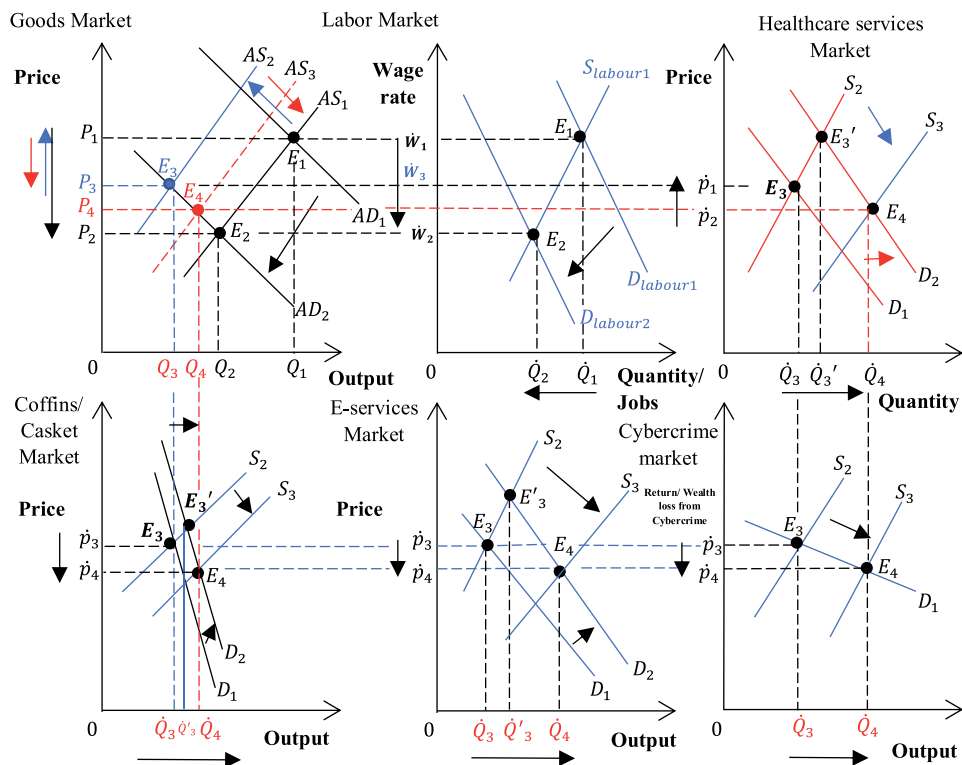 Goods Market
Labor Market
Healthcare services
Market
Price
AS₂
AS₃
AS₁
P₁
P₃
P₄
P₂
E₃
E₄
E₁
E₂
AD₁
AD₂
0
Q₃
Q₄
Q₂
Q₁
Output
Wage
rate
Ẇ₁
Ẇ₃
Ẇ₂
S_labour1
E₁
E₂
D_labour1
D_labour2
0
Q̇₂
Q̇₁
Quantity/
Jobs
Price
S₂
S₃
E₃′
E₃
E₄
ṗ₁
ṗ₂
D₂
D₁
0
Q̇₃
Q̇₃′
Q̇₄
Quantity
Coffins/
Casket
Market
Price
S₂
S₃
E₃′
E₃
E₄
ṗ₃
ṗ₄
D₂
D₁
0
Q̇₃
Q̇′₃
Q̇₄
Output
E-services
Market
Price
S₂
S₃
E′₃
E₃
E₄
ṗ₃
ṗ₄
D₁
D₂
0
Q̇₃
Q̇′₃
Q̇₄
Output
Cybercrime
market
Return/ Wealth
loss from
Cybercrime
S₂
S₃
E₃
E₄
ṗ₃
ṗ₄
D₁
0
Q̇₃
Q̇₄
Output